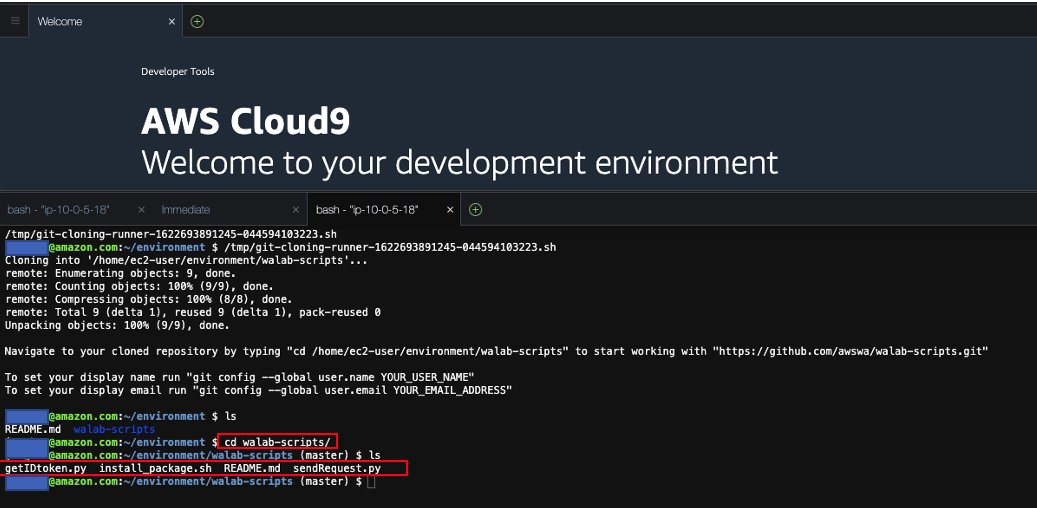 Welcome
Developer Tools
AWS Cloud9
Welcome to your development environment
bash - "ip-10-0-5-18" Immediate bash - "ip-10-0-5-18"
/tmp/git-cloning-runner-1622693891245-044594103223.sh
@amazon.com:~/environment $ /tmp/git-cloning-runner-1622693891245-044594103223.sh
Cloning into '/home/ec2-user/environment/walab-scripts'...
remote: Enumerating objects: 9, done.
remote: Counting objects: 100% (9/9), done.
remote: Compressing objects: 100% (8/8), done.
remote: Total 9 (delta 1), reused 9 (delta 1), pack-reused 0
Unpacking objects: 100% (9/9), done.
Navigate to your cloned repository by typing "cd /home/ec2-user/environment/walab-scripts" to start working with "https://github.com/awswa/walab-scripts.git"
To set your display name run "git config --global user.name YOUR_USER_NAME"
To set your display email run "git config --global user.email YOUR_EMAIL_ADDRESS"
@amazon.com:~/environment $ ls
README.md walab-scripts
@amazon.com:~/environment $ cd walab-scripts/
@amazon.com:~/environment/walab-scripts (master) $ ls
getIDtoken.py install_package.sh README.md sendRequest.py
@amazon.com:~/environment/walab-scripts (master) $